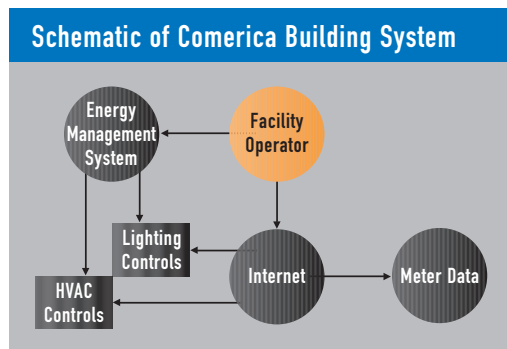 Schematic of Comerica Building System
Energy
Management
System
Facility
Operator
Lighting
Controls
HVAC
Controls
Internet
Meter Data